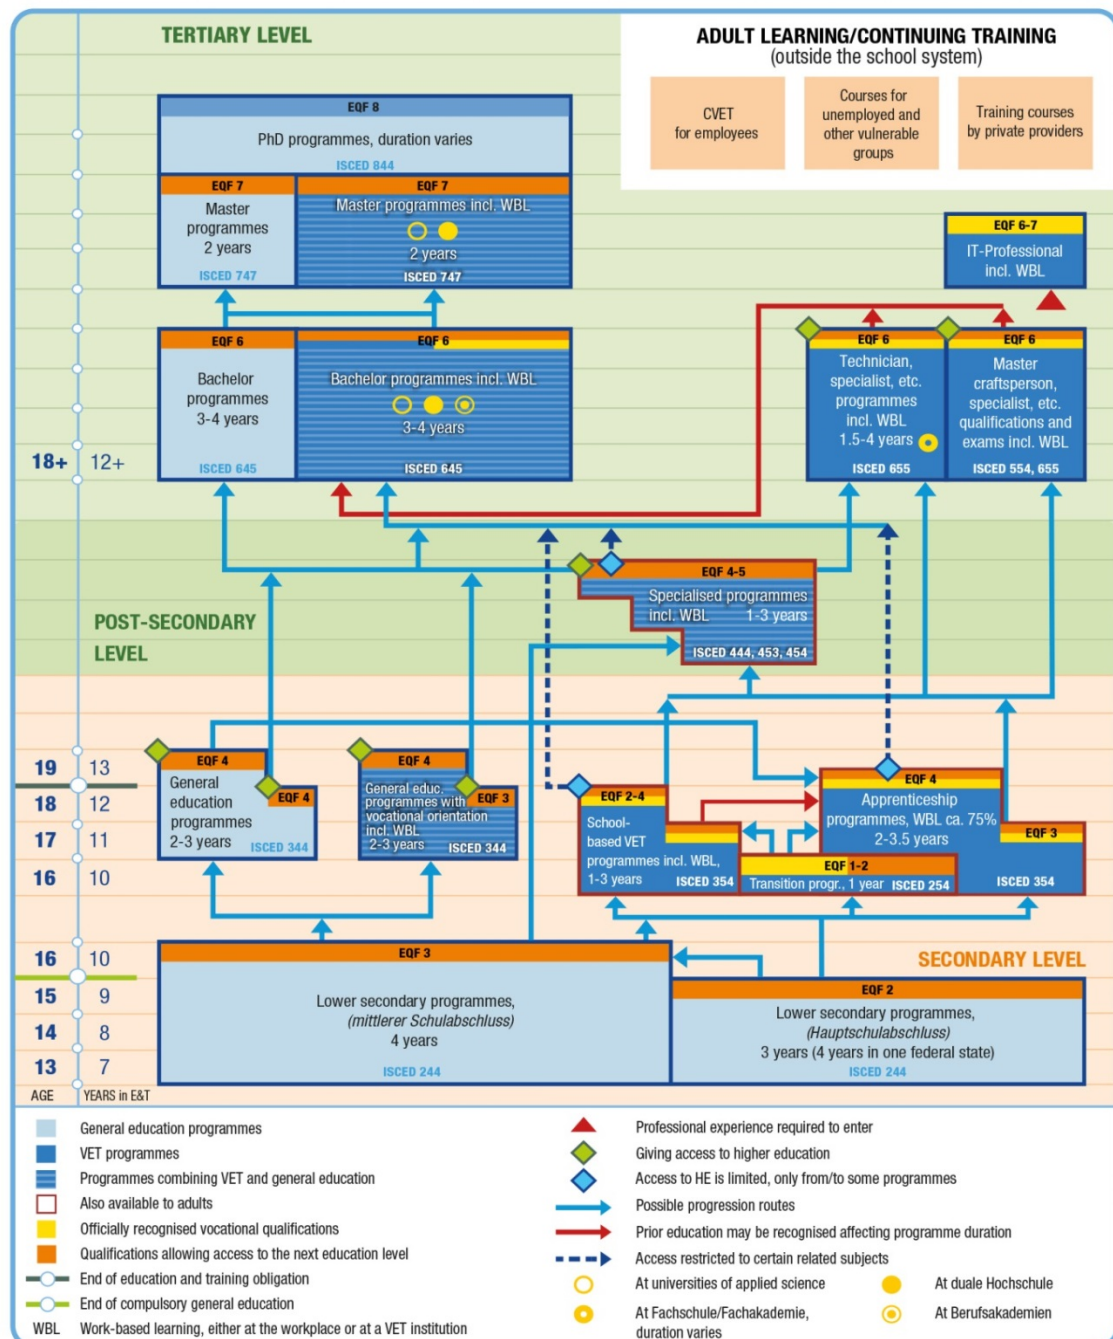 TERTIARY LEVEL
ADULT LEARNING/CONTINUING TRAINING
(outside the school system)
CVET
for employees
Courses for
unemployed and
other vulnerable
groups
Training courses
by private providers
EQF 8
PhD programmes, duration varies
ISCED 844
EQF 7
Master
programmes
2 years
ISCED 747
EQF 7
Master programmes incl. WBL
2 years
ISCED 747
EQF 6-7
IT-Professional
incl. WBL
EQF 6
Bachelor
programmes
3-4 years
ISCED 645
EQF 6
Bachelor programmes incl. WBL
3-4 years
ISCED 645
EQF 6
Technician,
specialist, etc.
programmes
incl. WBL
1.5-4 years
ISCED 655
EQF 6
Master
craftsperson,
specialist, etc.
qualifications and
exams incl. WBL
ISCED 554, 655
18+ 12+
POST-SECONDARY
LEVEL
EQF 4-5
Specialised programmes
incl. WBL 1-3 years
ISCED 444, 453, 454
19 13
18 12
17 11
16 10
EQF 4
General
education
programmes
2-3 years
EQF 4
ISCED 344
EQF 4
General educ.
programmes with
vocational orientation
incl. WBL
2-3 years
EQF 3
ISCED 344
EQF 2-4
School-
based VET
programmes incl. WBL,
1-3 years
ISCED 354
EQF 4
Apprenticeship
programmes, WBL ca. 75%
2-3.5 years
EQF 3
ISCED 354
EQF 1-2
Transition progr., 1 year ISCED 254
SECONDARY LEVEL
16 10
15 9
14 8
13 7
AGE YEARS in E&T
EQF 3
Lower secondary programmes,
(mittlerer Schulabschluss)
4 years
ISCED 244
EQF 2
Lower secondary programmes,
(Hauptschulabschluss)
3 years (4 years in one federal state)
ISCED 244
General education programmes
VET programmes
Programmes combining VET and general education
Also available to adults
Officially recognised vocational qualifications
Qualifications allowing access to the next education level
End of education and training obligation
End of compulsory general education
WBL Work-based learning, either at the workplace or at a VET institution
Professional experience required to enter
Giving access to higher education
Access to HE is limited, only from/to some programmes
Possible progression routes
Prior education may be recognised affecting programme duration
Access restricted to certain related subjects
At universities of applied science
At duale Hochschule
At Fachschule/Fachakademie,
duration varies
At Berufsakademien